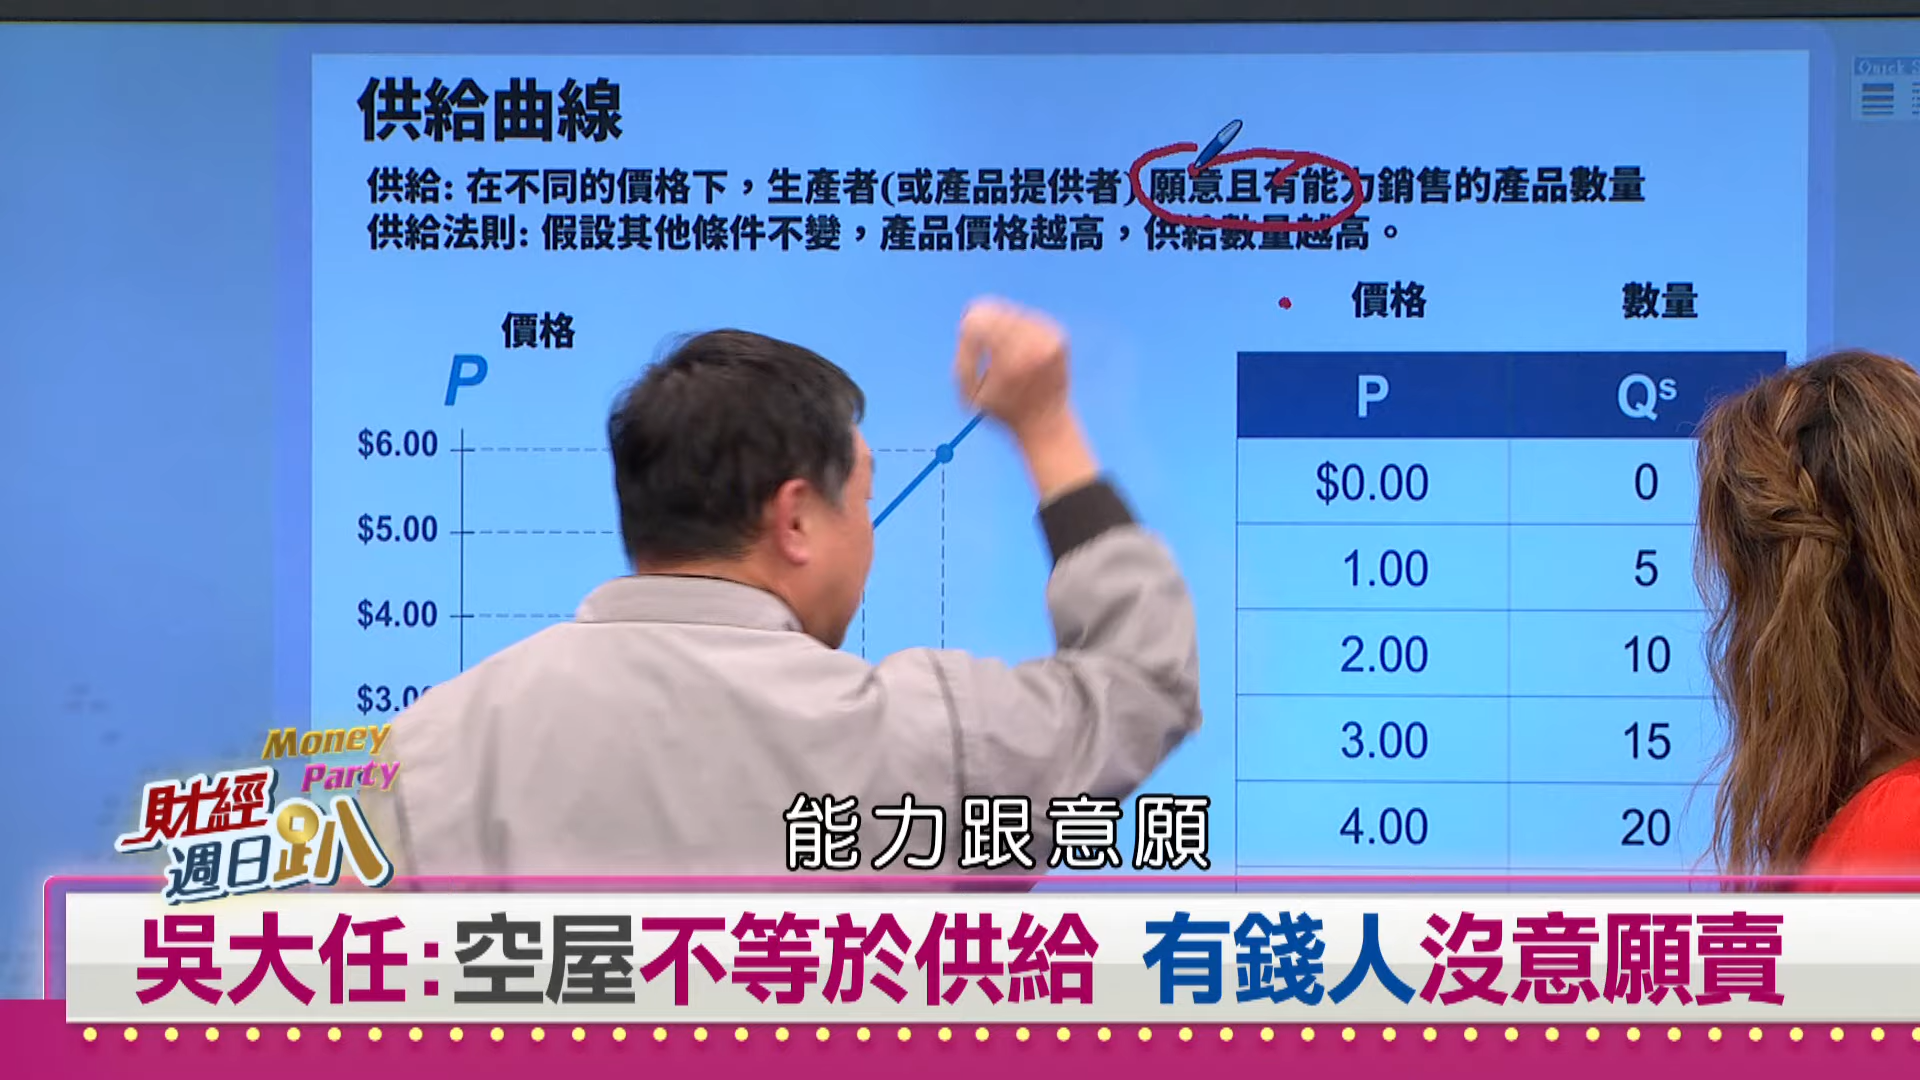 供給曲線
供給: 在不同的價格下，生產者(或產品提供者) 願意且有能力銷售的產品數量
供給法則: 假設其他條件不變，產品價格越高，供給數量越高。
價格
P
$6.00
$5.00
$4.00
$3.00
價格 數量
P Qs
$0.00 0
1.00 5
2.00 10
3.00 15
4.00 20
Quick S
Money
Party
財經
週日趴
能力跟意願
吳大任:空屋不等於供給 有錢人沒意願賣